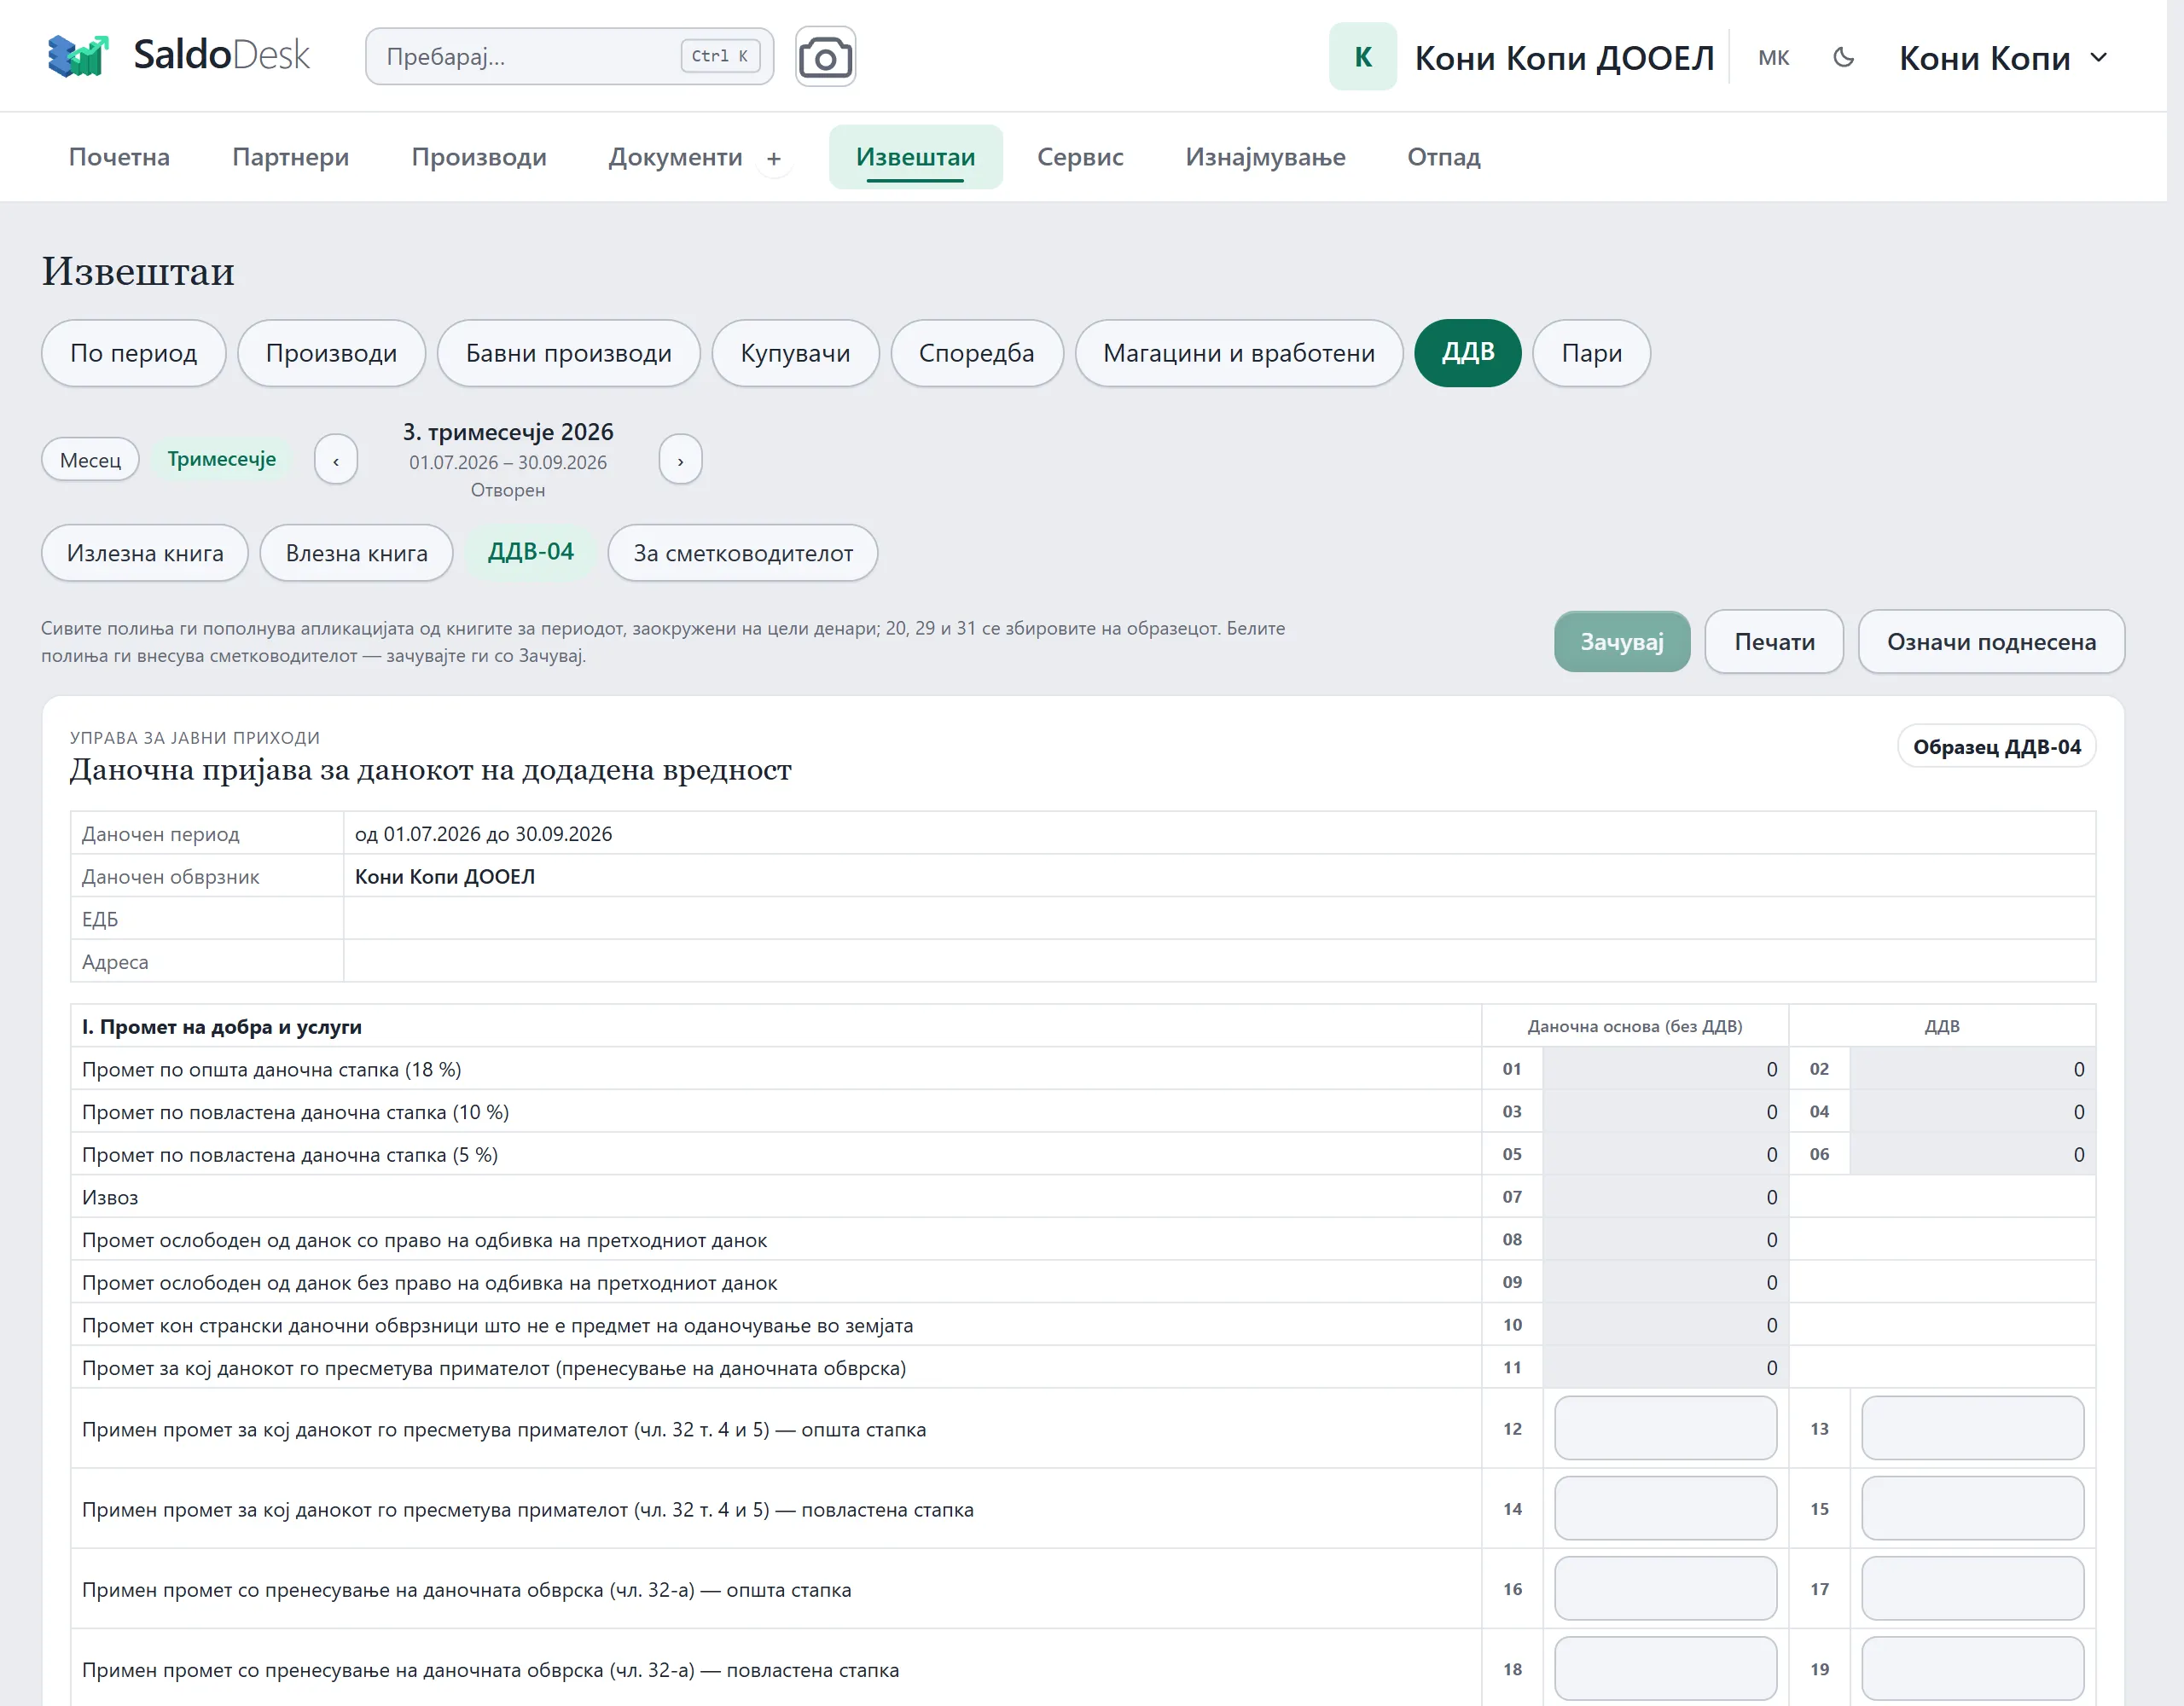 SaldoDesk
Пребарај...
Ctrl K
К
Кони Копи ДООЕЛ
МК
Кони Копи
Почетна
Партнери
Производи
Документи +
Извештаи
Сервис
Изнајмување
Отпад
Извештаи
По период
Производи
Бавни производи
Купувачи
Споредба
Магацини и вработени
ДДВ
Пари
Месец
Тримесечје
‹
3. тримесечје 2026
01.07.2026 – 30.09.2026
Отворен
›
Излезна книга
Влезна книга
ДДВ-04
За сметководителот
Сивите полиња ги пополнува апликацијата од книгите за периодот, заокружени на цели денари; 20, 29 и 31 се збировите на образецот. Белите
полиња ги внесува сметководителот — зачувајте ги со Зачувај.
Зачувај
Печати
Означи поднесена
УПРАВА ЗА ЈАВНИ ПРИХОДИ
Даночна пријава за данокот на додадена вредност
Образец ДДВ-04
Даночен период од 01.07.2026 до 30.09.2026
Даночен обврзник Кони Копи ДООЕЛ
ЕДБ
Адреса
I. Промет на добра и услуги Даночна основа (без ДДВ) ДДВ
Промет по општа даночна стапка (18 %) 01 0 02 0
Промет по повластена даночна стапка (10 %) 03 0 04 0
Промет по повластена даночна стапка (5 %) 05 0 06 0
Извоз 07 0
Промет ослободен од данок со право на одбивка на претходниот данок 08 0
Промет ослободен од данок без право на одбивка на претходниот данок 09 0
Промет кон странски даночни обврзници што не е предмет на оданочување во земјата 10 0
Промет за кој данокот го пресметува примателот (пренесување на даночната обврска) 11 0
Примен промет за кој данокот го пресметува примателот (чл. 32 т. 4 и 5) — општа стапка 12 13
Примен промет за кој данокот го пресметува примателот (чл. 32 т. 4 и 5) — повластена стапка 14 15
Примен промет со пренесување на даночната обврска (чл. 32-а) — општа стапка 16 17
Примен промет со пренесување на даночната обврска (чл. 32-а) — повластена стапка 18 19